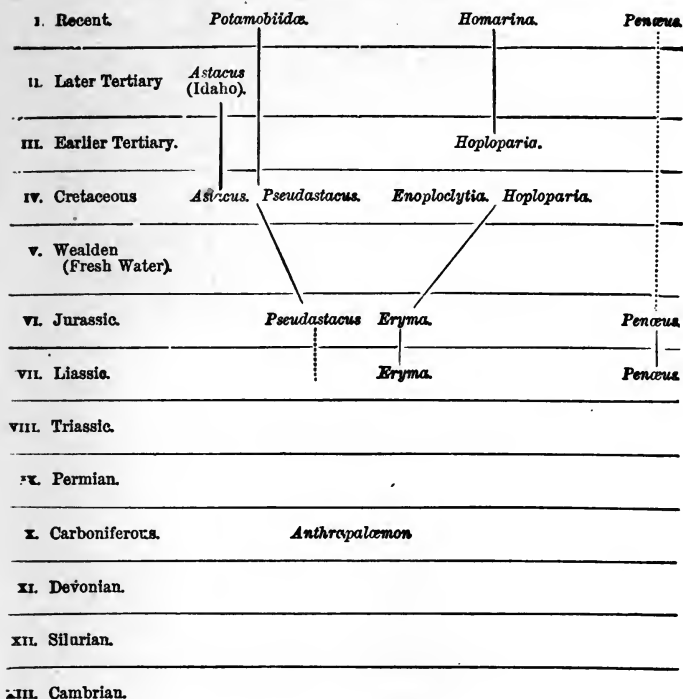 I. Recent. Potamobiidæ. Homarina. Penæus.
II. Later Tertiary Astacus
(Idaho).
III. Earlier Tertiary. Hoploparia.
IV. Cretaceous Astacus. Pseudastacus. Enoploclytia. Hoploparia.
V. Wealden
(Fresh Water).
VI. Jurassic. Pseudastacus Eryma. Penæus.
VII. Liassic. Eryma. Penæus.
VIII. Triassic.
IX. Permian.
X. Carboniferous. Anthrapalæmon
XI. Devonian.
XII. Silurian.
XIII. Cambrian.